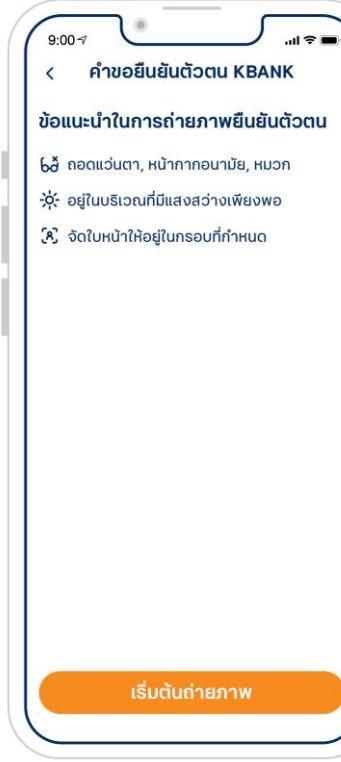 9:00
คำขอยืนยันตัวตน KBANK
ข้อแนะนำในการถ่ายภาพยืนยันตัวตน
ถอดแว่นตา, หน้ากากอนามัย, หมวก
อยู่ในบริเวณที่มีแสงสว่างเพียงพอ
จัดใบหน้าให้อยู่ในกรอบที่กำหนด
เริ่มต้นถ่ายภาพ